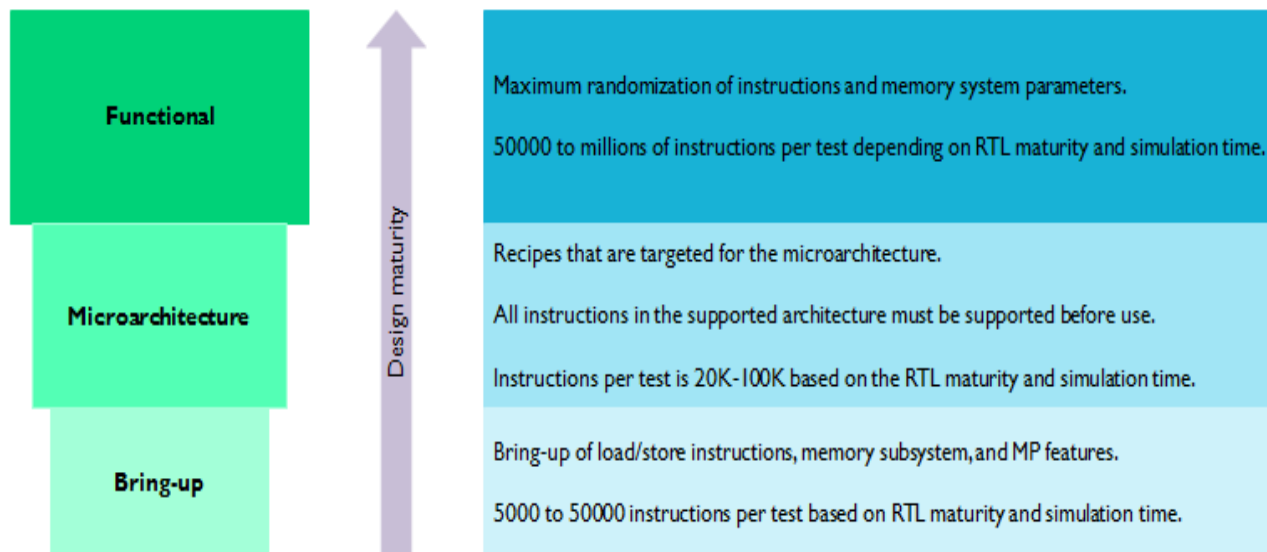 Functional
Maximum randomization of instructions and memory system parameters.
50000 to millions of instructions per test depending on RTL maturity and simulation time.
Design maturity
Microarchitecture
Recipes that are targeted for the microarchitecture.
All instructions in the supported architecture must be supported before use.
Instructions per test is 20K-100K based on the RTL maturity and simulation time.
Bring-up
Bring-up of load/store instructions, memory subsystem, and MP features.
5000 to 50000 instructions per test based on RTL maturity and simulation time.